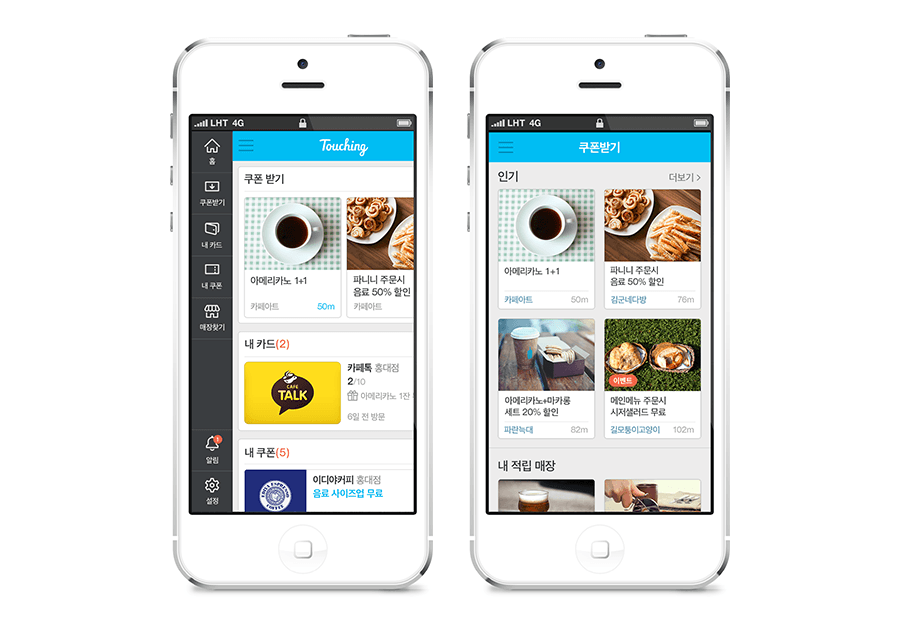 LHT 4G
홈
쿠폰받기
내 카드
내 쿠폰
매장찾기
1
알림
설정
Touching
쿠폰 받기
아메리카노 1+1
카페아트 50m
파니니 주문시
음료 50% 할인
카페아트
내 카드(2)
CAFE
TALK
카페톡 홍대점
2/10
아메리카노 1잔
6일 전 방문
내 쿠폰(5)
이디야커피 홍대점
음료 사이즈업 무료
LHT 4G
쿠폰받기
인기 더보기 >
아메리카노 1+1
카페아트 50m
파니니 주문시
음료 50% 할인
김군네다방 76m
아메리카노+마카롱
세트 20% 할인
파란늑대 82m
이벤트
메인메뉴 주문시
시저샐러드 무료
길모퉁이고양이 102m
내 적립 매장